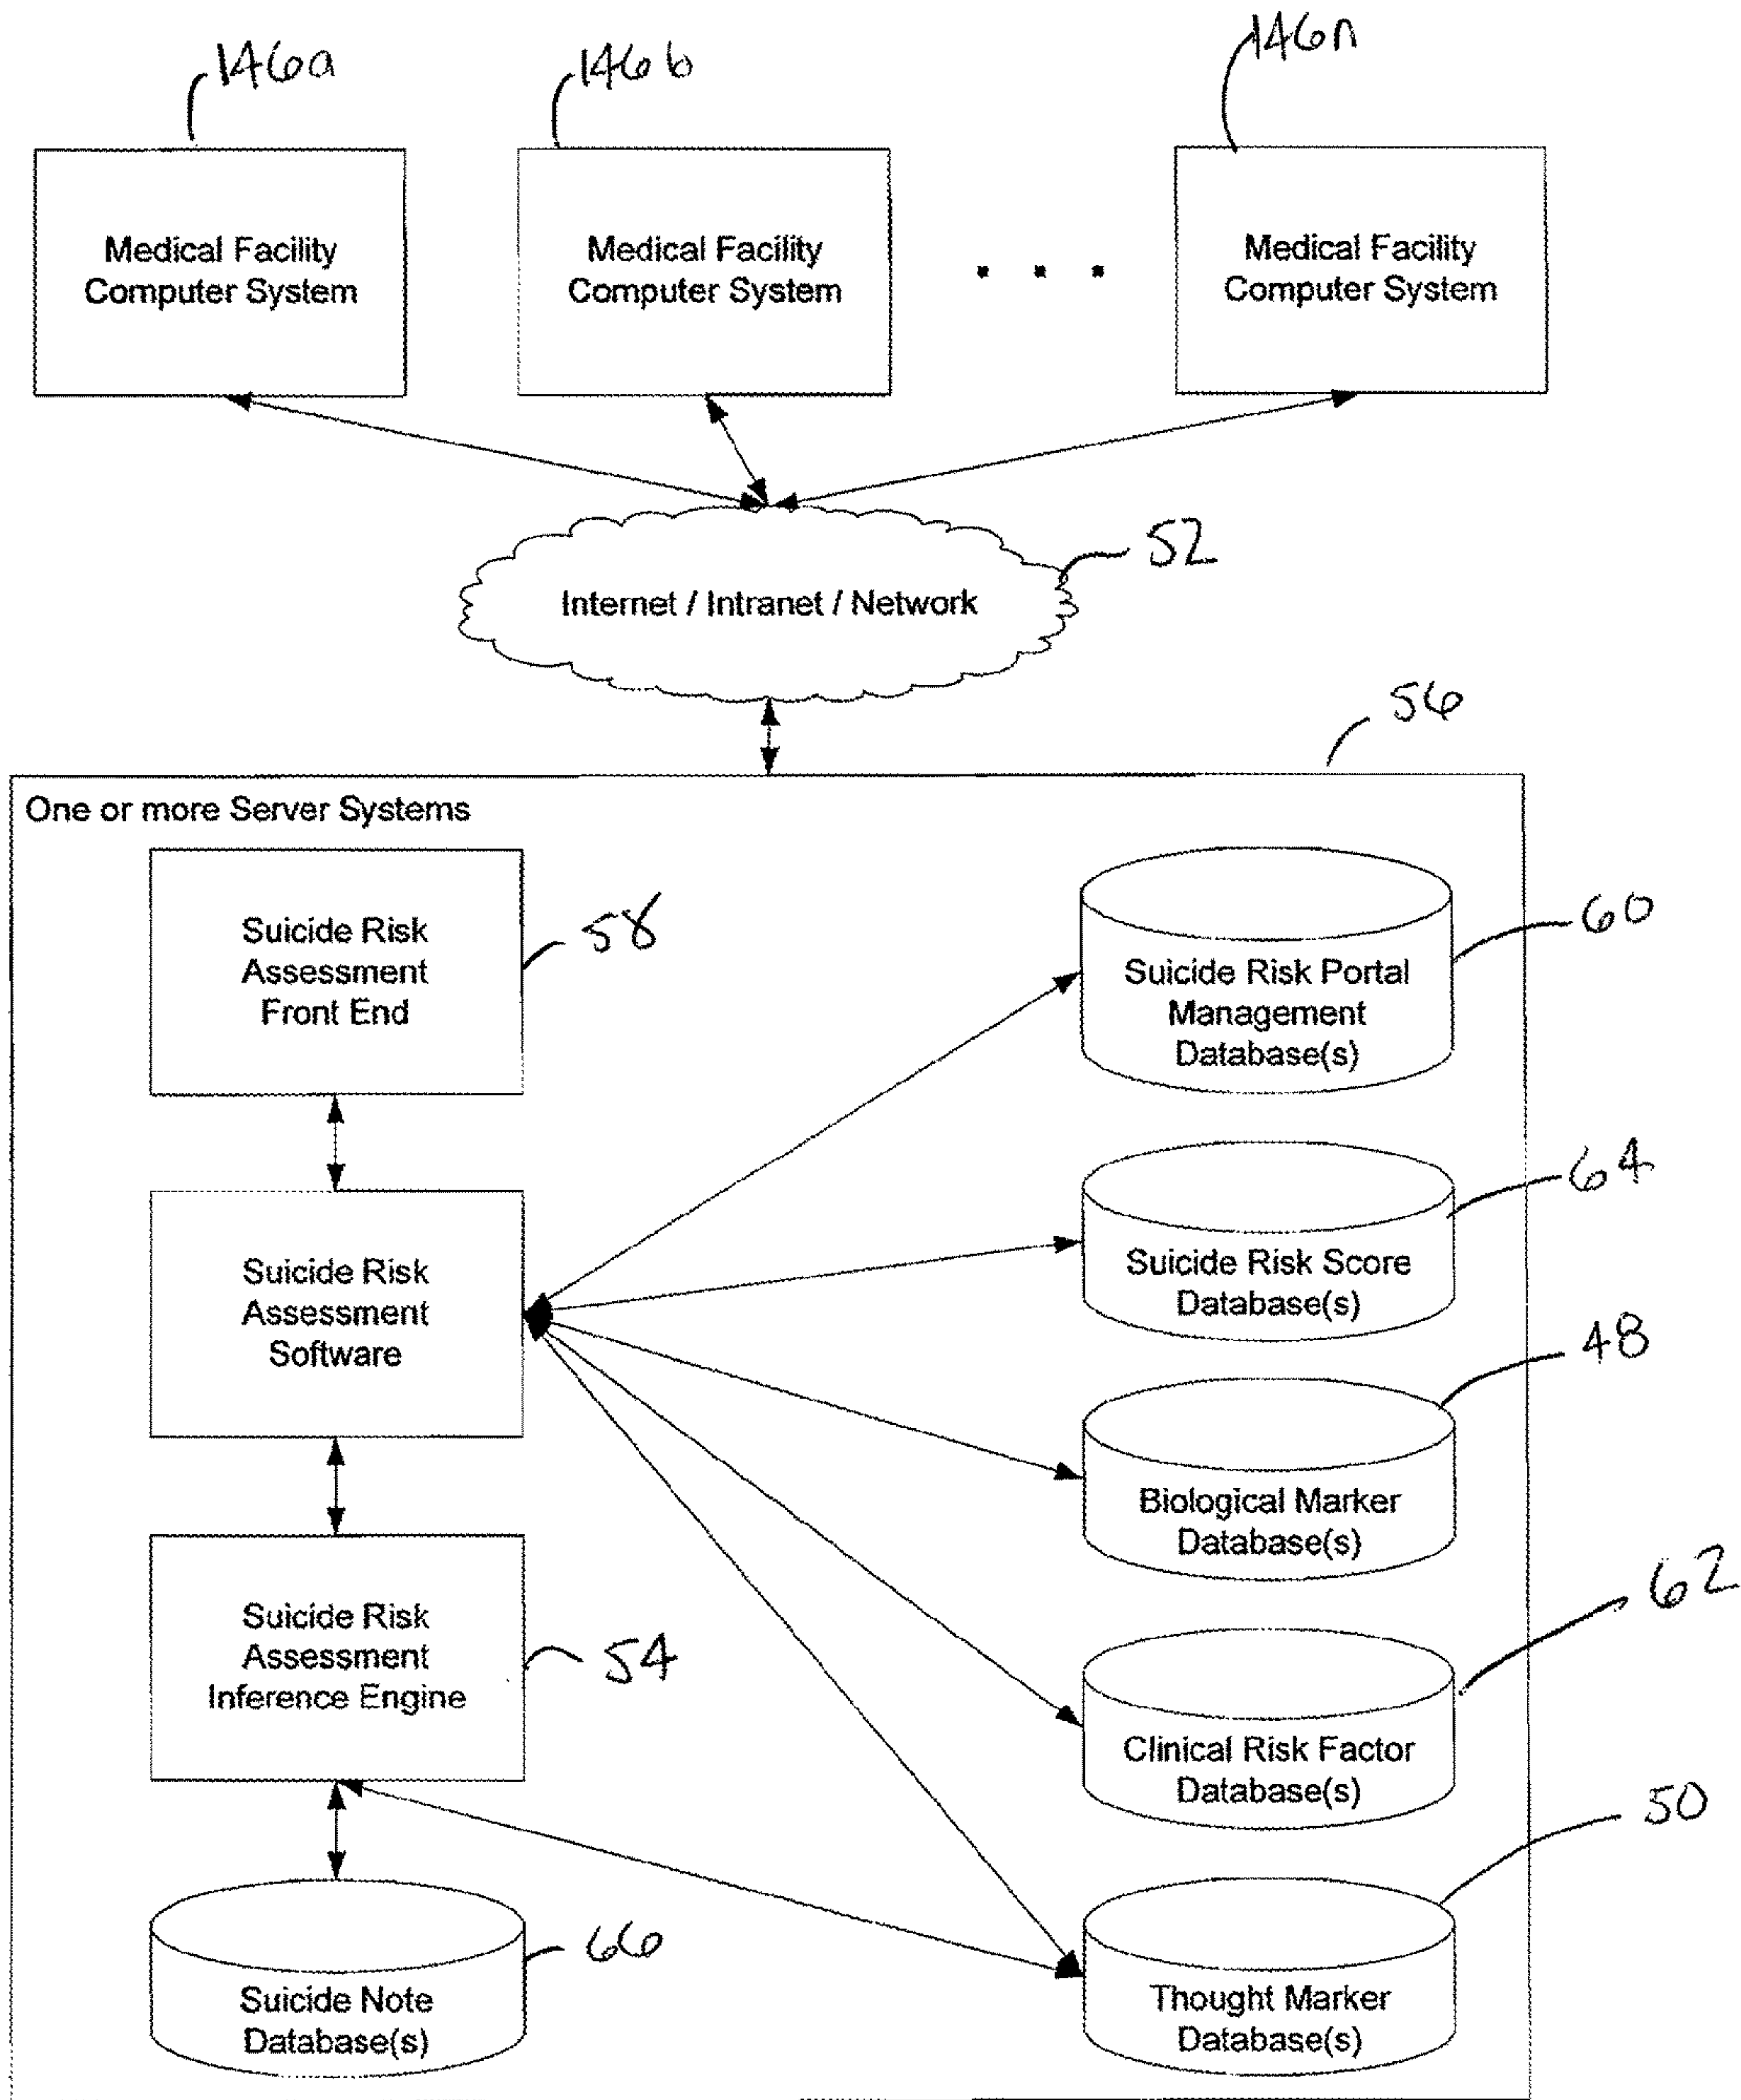 146a
146b
146n
Medical Facility
Computer System
Medical Facility
Computer System
Medical Facility
Computer System
52
Internet / Intranet / Network
56
One or more Server Systems
Suicide Risk
Assessment
Front End
58
Suicide Risk Portal
Management
Database(s)
60
Suicide Risk
Assessment
Software
Suicide Risk Score
Database(s)
64
Biological Marker
Database(s)
48
Suicide Risk
Assessment
Inference Engine
54
Clinical Risk Factor
Database(s)
62
Suicide Note
Database(s)
66
Thought Marker
Database(s)
50